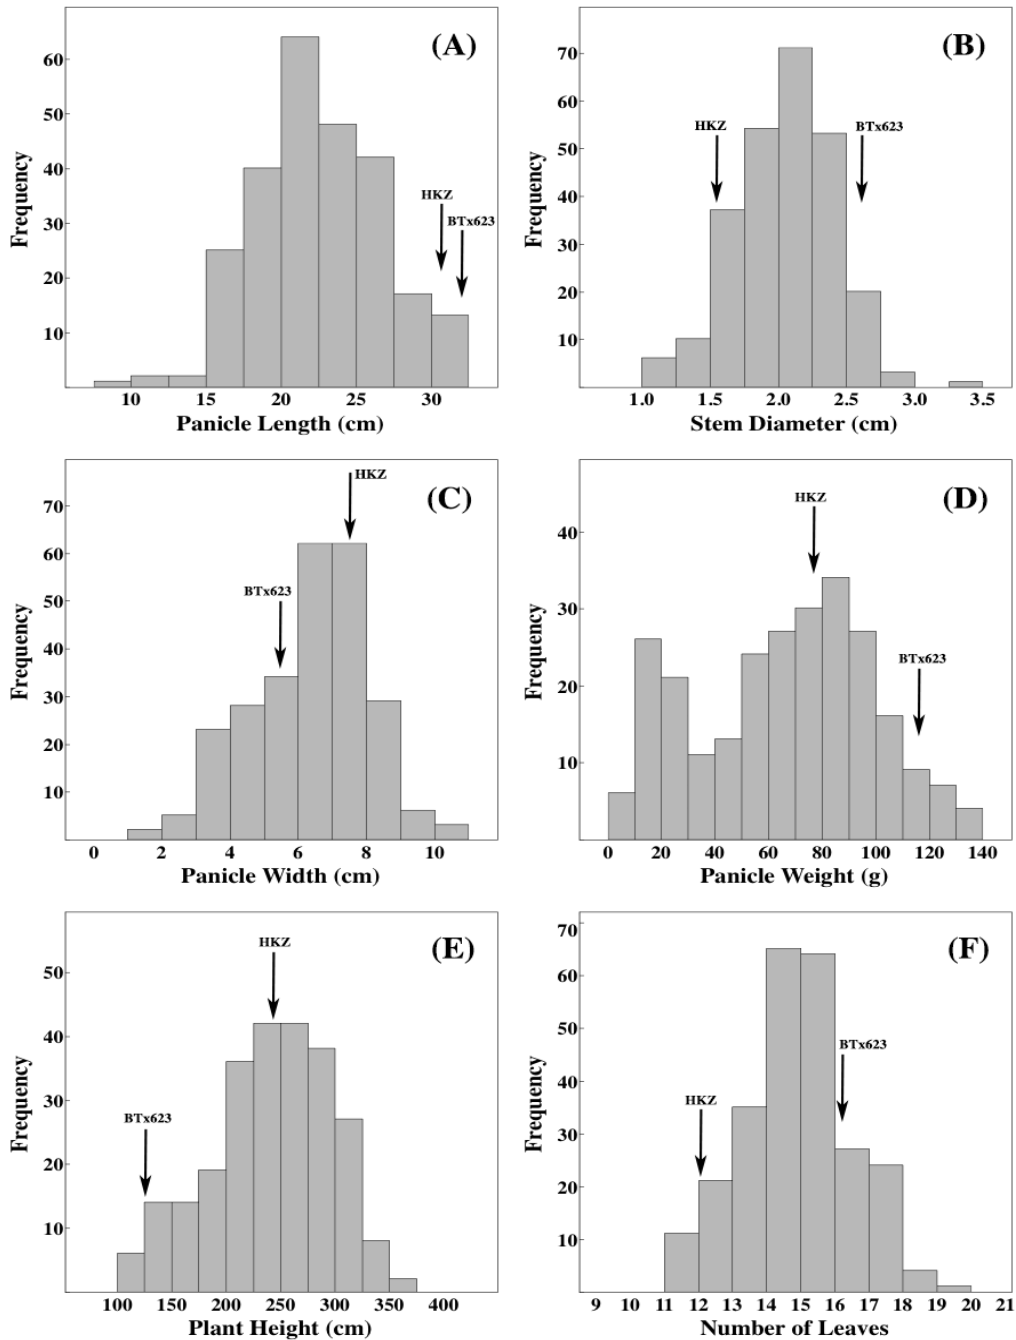 (A)
Frequency
60
50
40
30
20
10
HKZ
BTx623
10 15 20 25 30
Panicle Length (cm)
(B)
Frequency
70
60
50
40
30
20
10
HKZ
BTx623
1.0 1.5 2.0 2.5 3.0 3.5
Stem Diameter (cm)
(C)
Frequency
70
60
50
40
30
20
10
HKZ
BTx623
0 2 4 6 8 10
Panicle Width (cm)
(D)
Frequency
40
30
20
10
HKZ
BTx623
0 20 40 60 80 100 120 140
Panicle Weight (g)
(E)
Frequency
50
40
30
20
10
HKZ
BTx623
100 150 200 250 300 350 400
Plant Height (cm)
(F)
Frequency
70
60
50
40
30
20
10
BTx623
HKZ
9 10 11 12 13 14 15 16 17 18 19 20 21
Number of Leaves